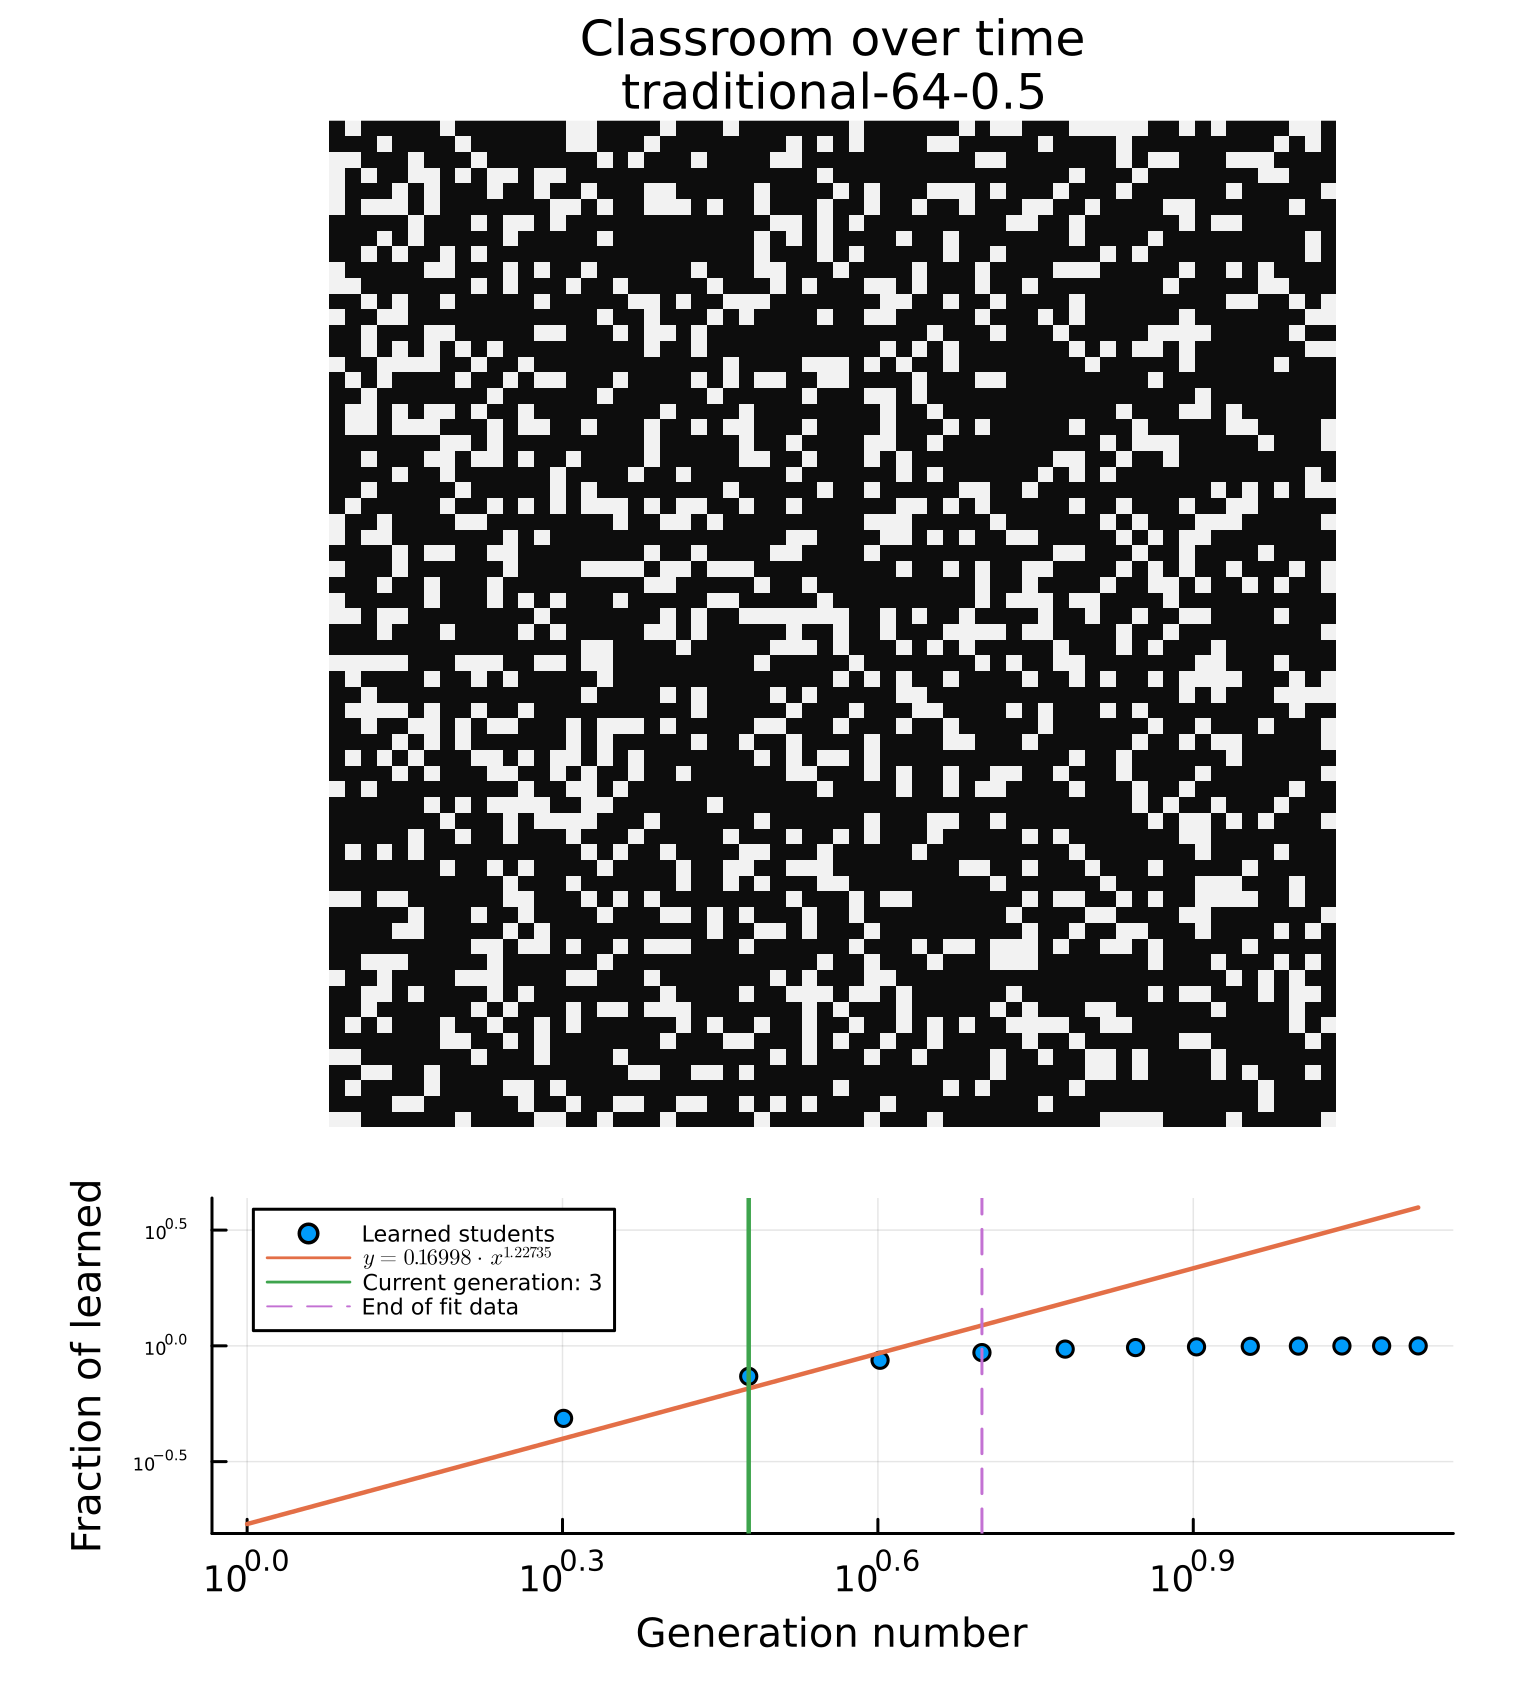 Classroom over time
traditional-64-0.5
Fraction of learned
10^0.5
10^0.0
10^−0.5
Learned students
y = 0.16998 · x^1.22735
Current generation: 3
End of fit data
10^0.0 10^0.3 10^0.6 10^0.9
Generation number